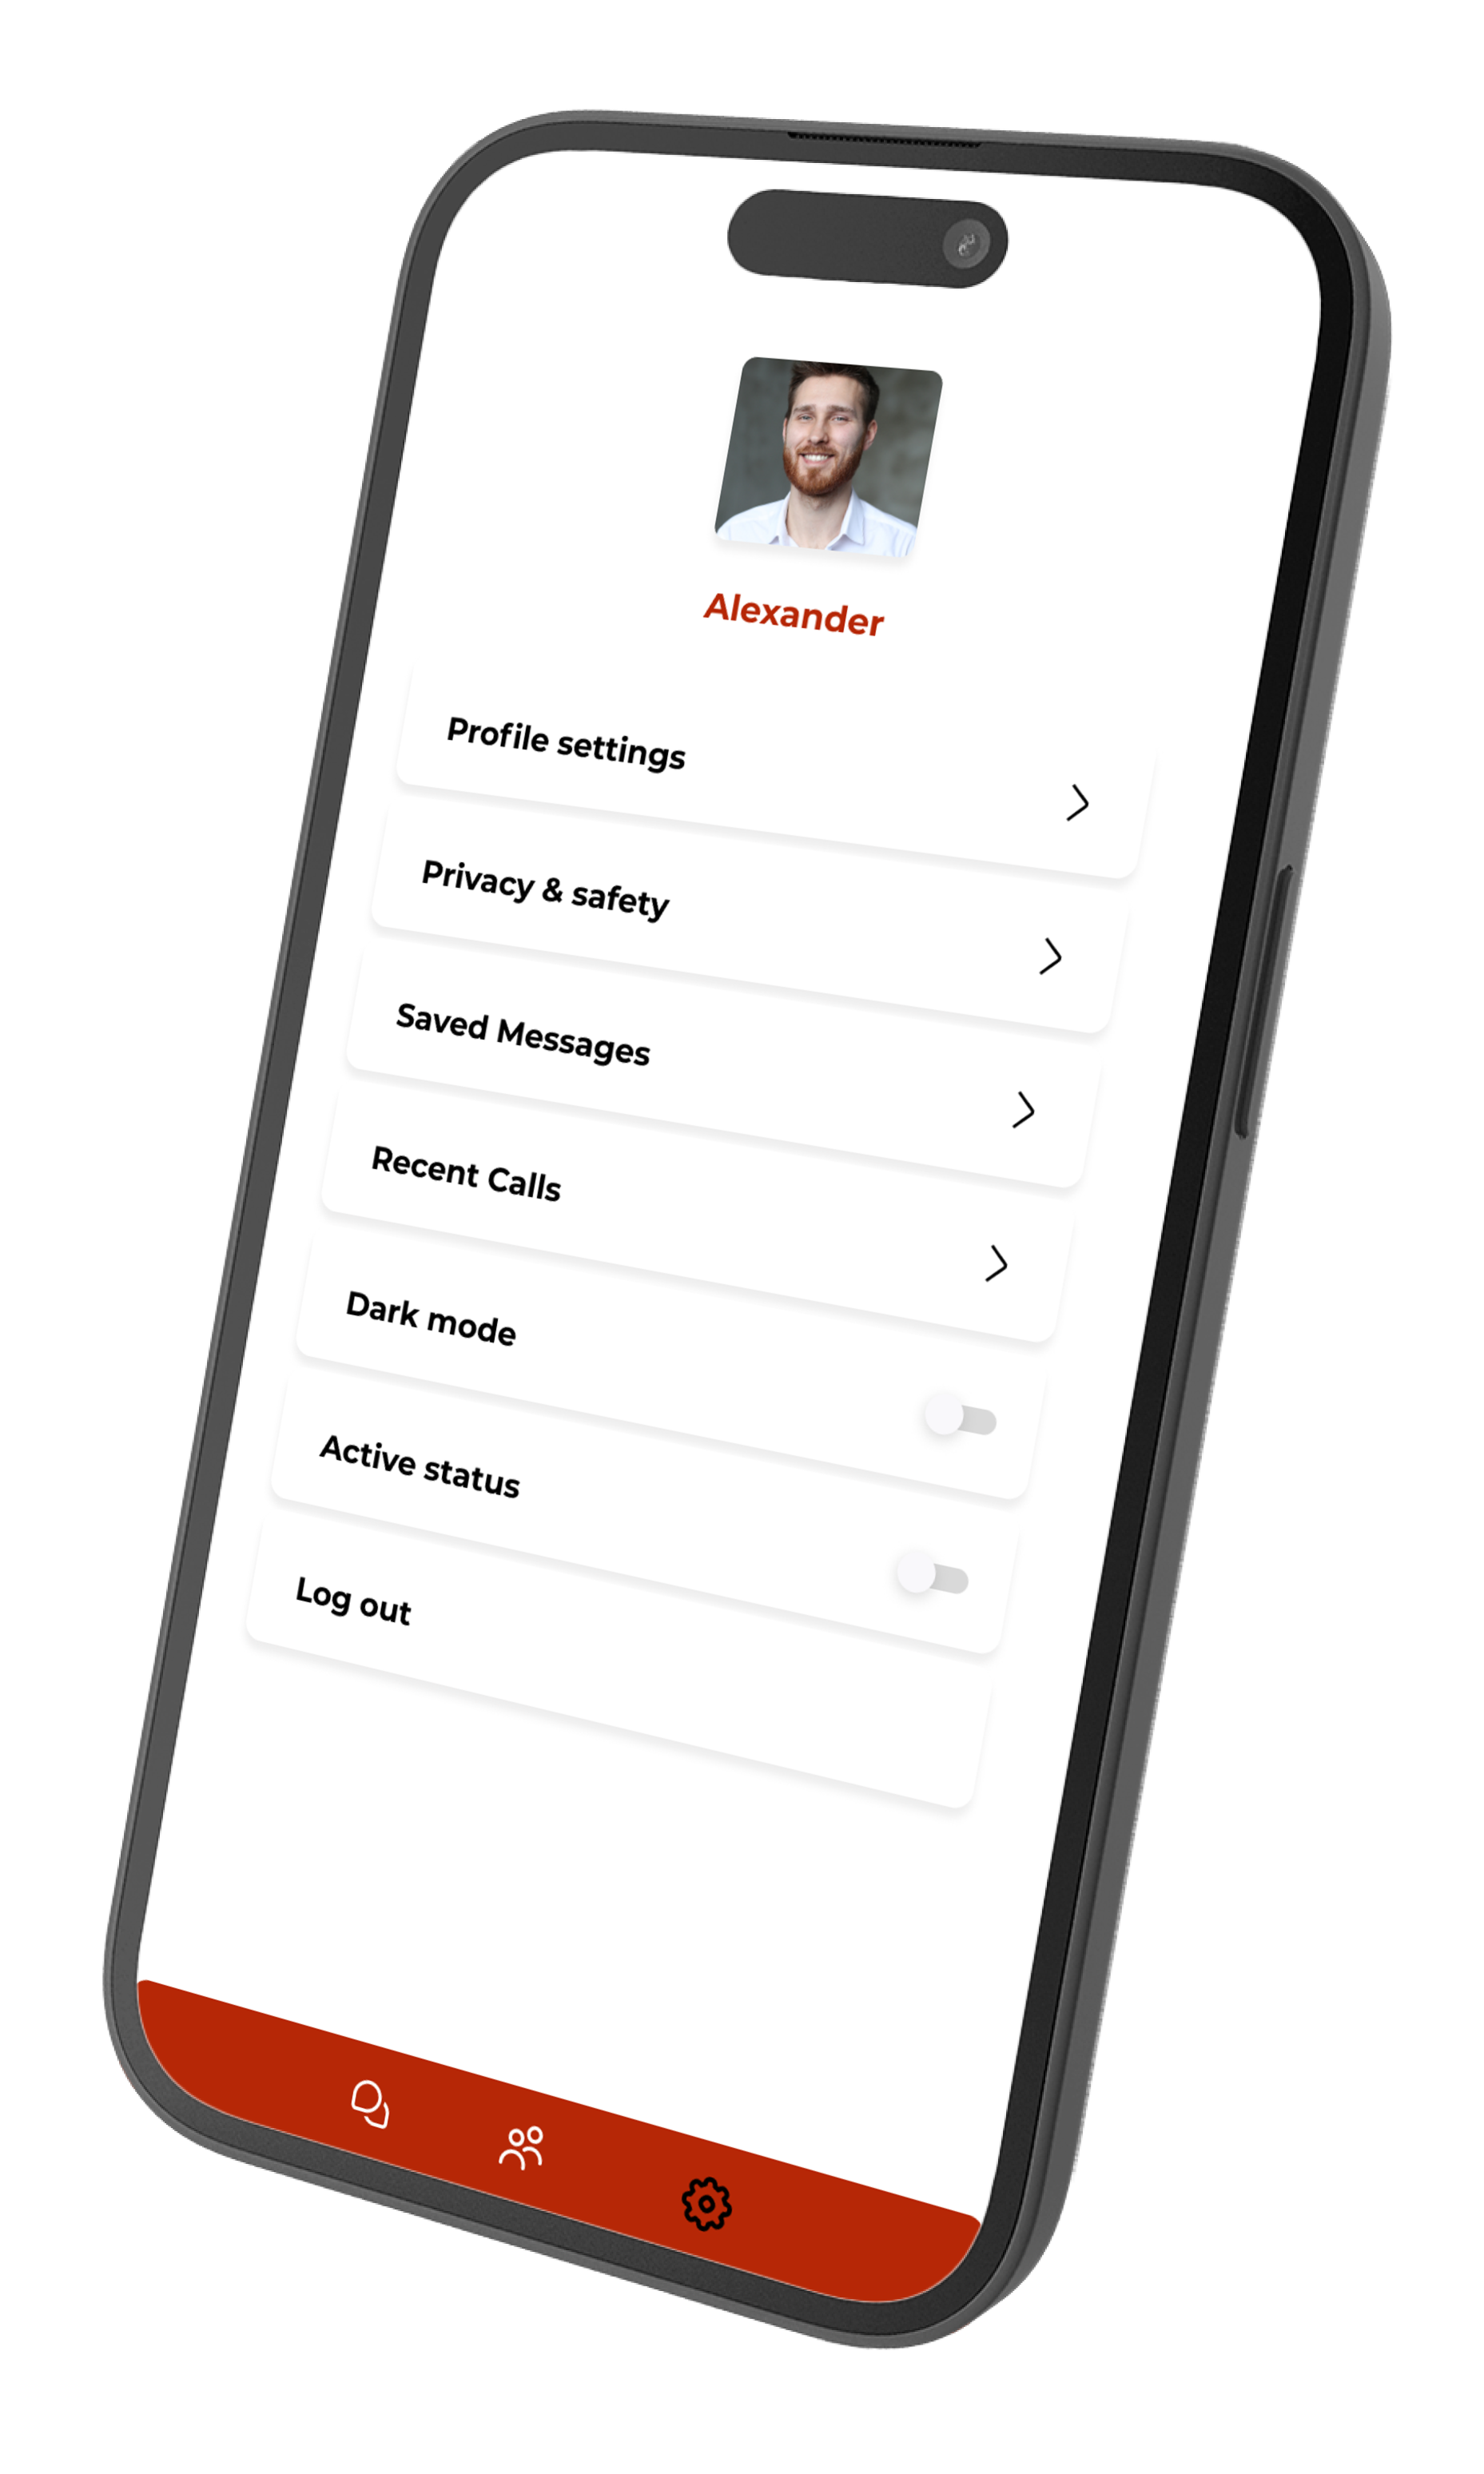 Alexander
Profile settings
Privacy & safety
Saved Messages
Recent Calls
Dark mode
Active status
Log out